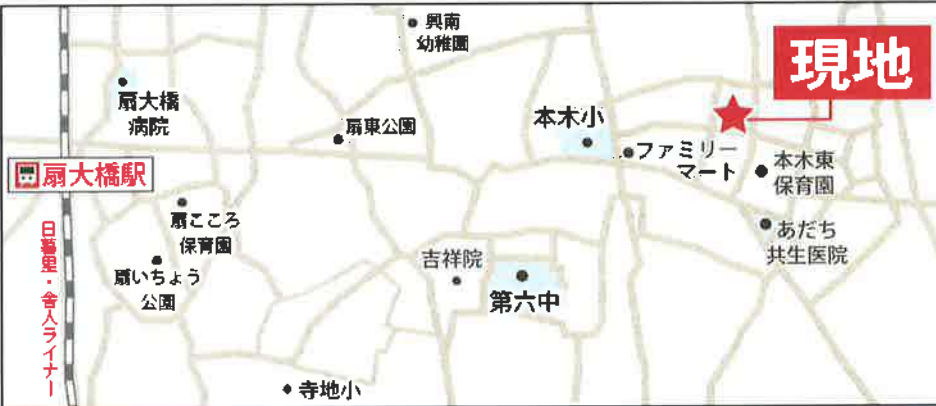 興南
幼稚園
現地
扇大橋
病院
扇東公園
本木小
ファミリー
マート
本木東
保育園
扇大橋駅
扇こころ
保育園
あだち
共生医院
日暮里・舎人ライナー
扇いちょう
公園
吉祥院
第六中
寺地小